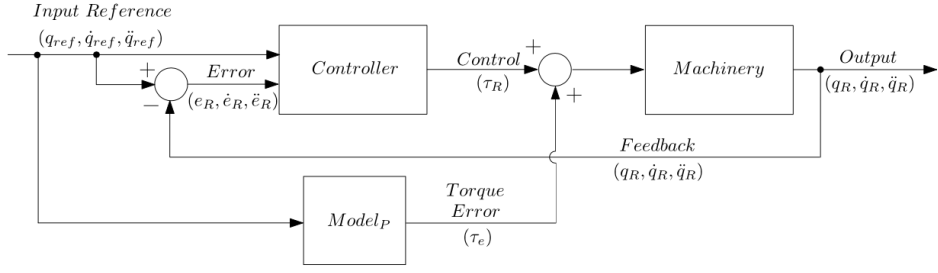 Input Reference
(q_ref, q̇_ref, q̈_ref)
+
−
Error
(e_R, ė_R, ë_R)
Controller
Control
(τ_R)
+
+
Machinery
Output
(q_R, q̇_R, q̈_R)
Feedback
(q_R, q̇_R, q̈_R)
Model_P
Torque
Error
(τ_e)